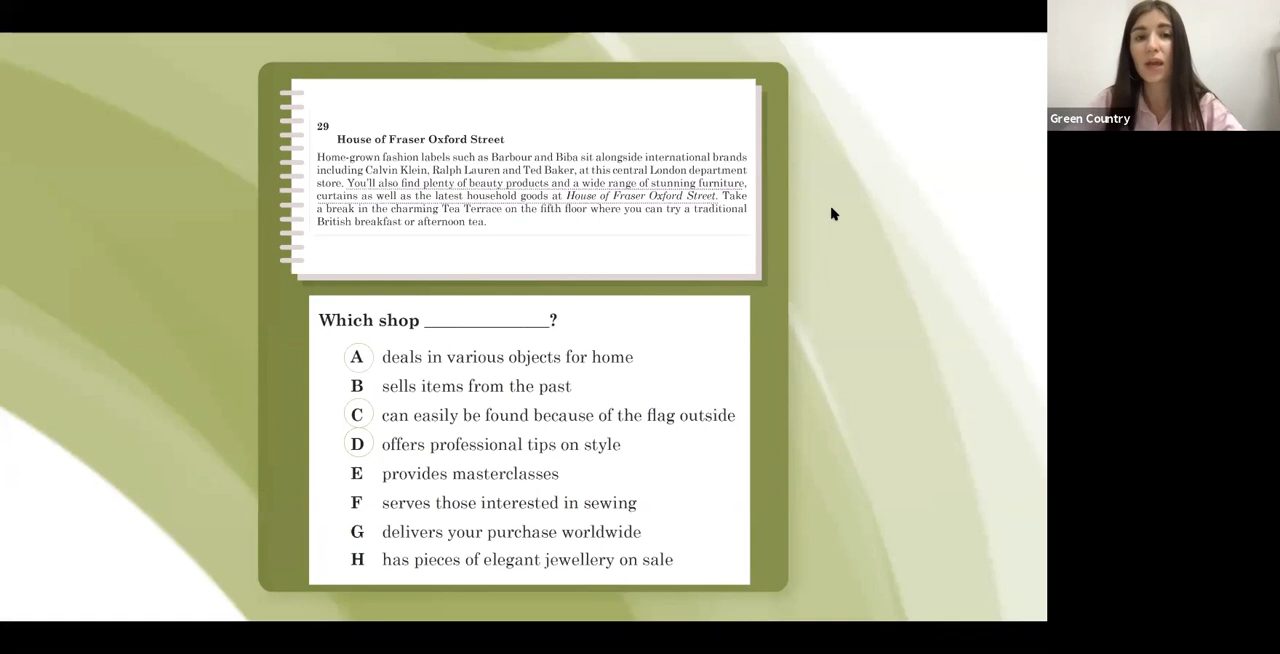 29
House of Fraser Oxford Street
Home-grown fashion labels such as Barbour and Biba sit alongside international brands
including Calvin Klein, Ralph Lauren and Ted Baker, at this central London department
store. You'll also find plenty of beauty products and a wide range of stunning furniture,
curtains as well as the latest household goods at House of Fraser Oxford Street. Take
a break in the charming Tea Terrace on the fifth floor where you can try a traditional
British breakfast or afternoon tea.
Which shop ______________?
A deals in various objects for home
B sells items from the past
C can easily be found because of the flag outside
D offers professional tips on style
E provides masterclasses
F serves those interested in sewing
G delivers your purchase worldwide
H has pieces of elegant jewellery on sale
Green Country